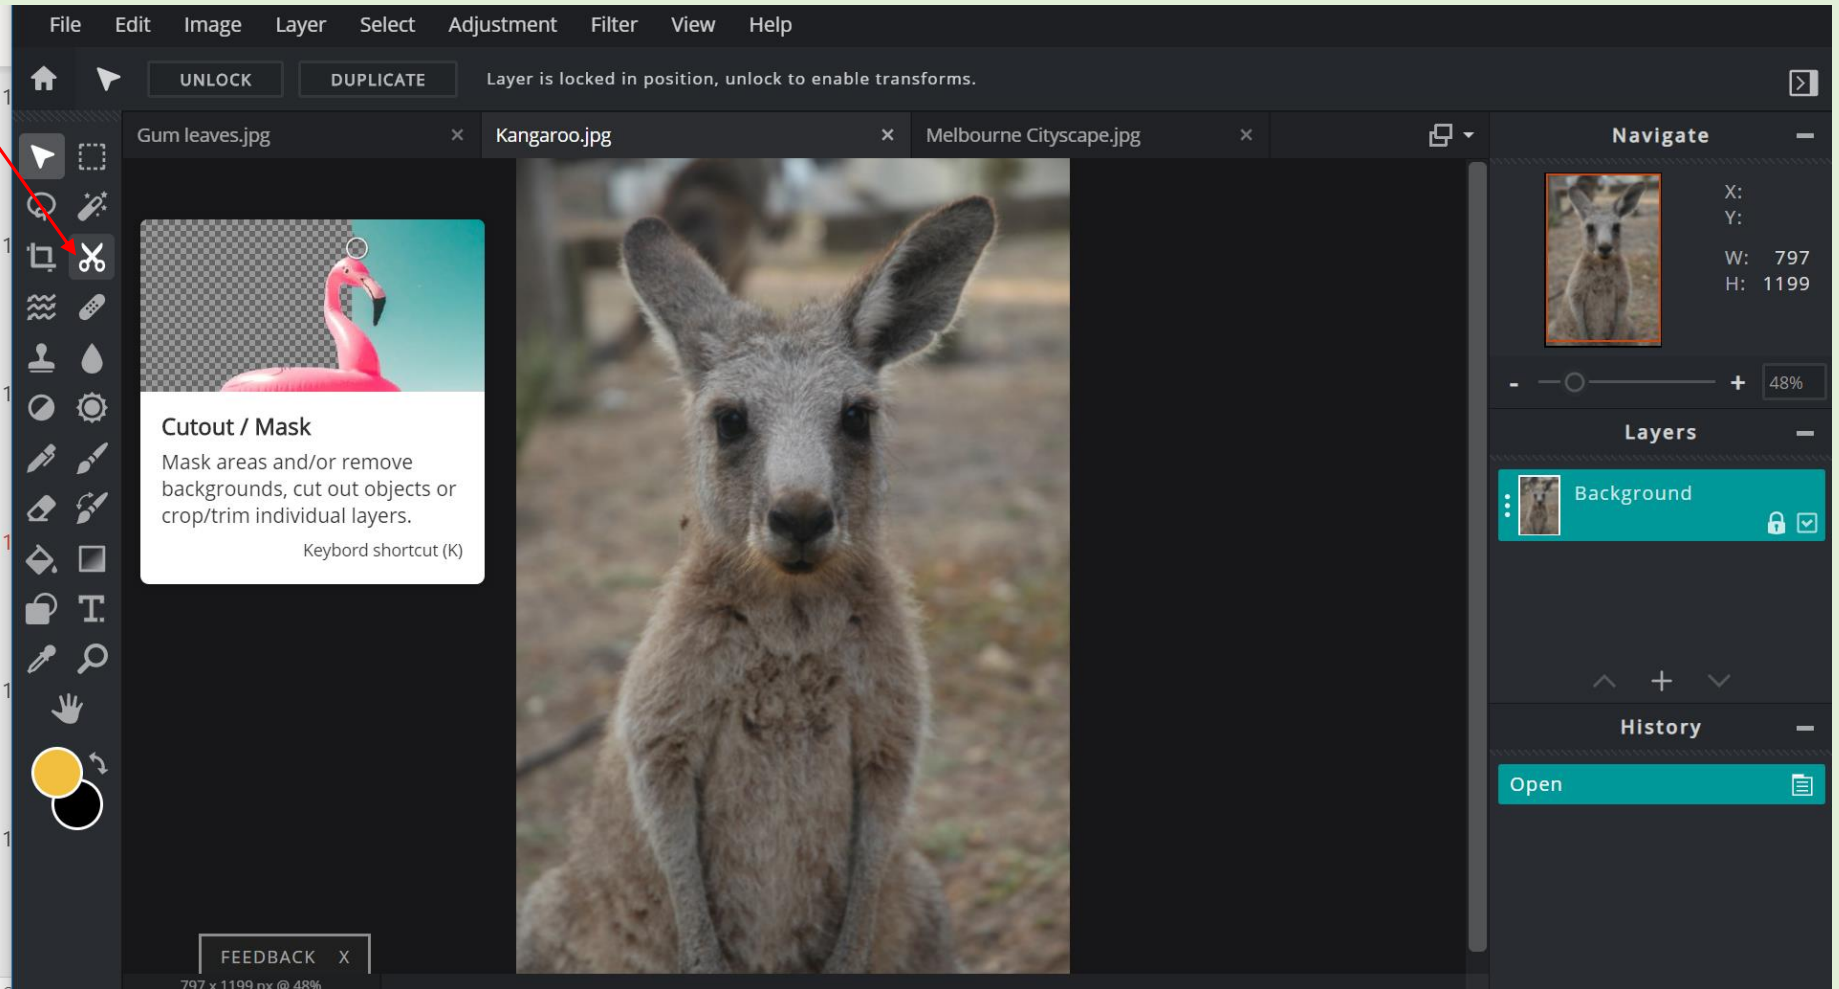 File Edit Image Layer Select Adjustment Filter View Help
UNLOCK DUPLICATE Layer is locked in position, unlock to enable transforms.
Gum leaves.jpg × Kangaroo.jpg × Melbourne Cityscape.jpg ×
Navigate
X:
Y:
W: 797
H: 1199
- + 48%
Cutout / Mask
Mask areas and/or remove
backgrounds, cut out objects or
crop/trim individual layers.
Keybord shortcut (K)
Layers
Background
History
Open
FEEDBACK X
797 x 1199 px @ 48%